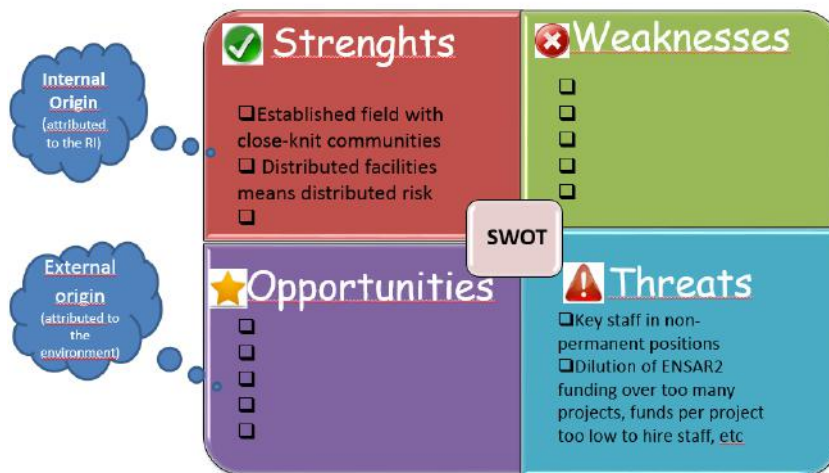 Internal
Origin
(attributed
to the RI)
Strenghts
❑Established field with
close-knit communities
❑ Distributed facilities
means distributed risk
❑
Weaknesses
❑
❑
❑
❑
❑
SWOT
External
origin
(attributed to
the
environment)
Opportunities
❑
❑
❑
❑
❑
Threats
❑Key staff in non-
permanent positions
❑Dilution of ENSAR2
funding over too many
projects, funds per project
too low to hire staff, etc